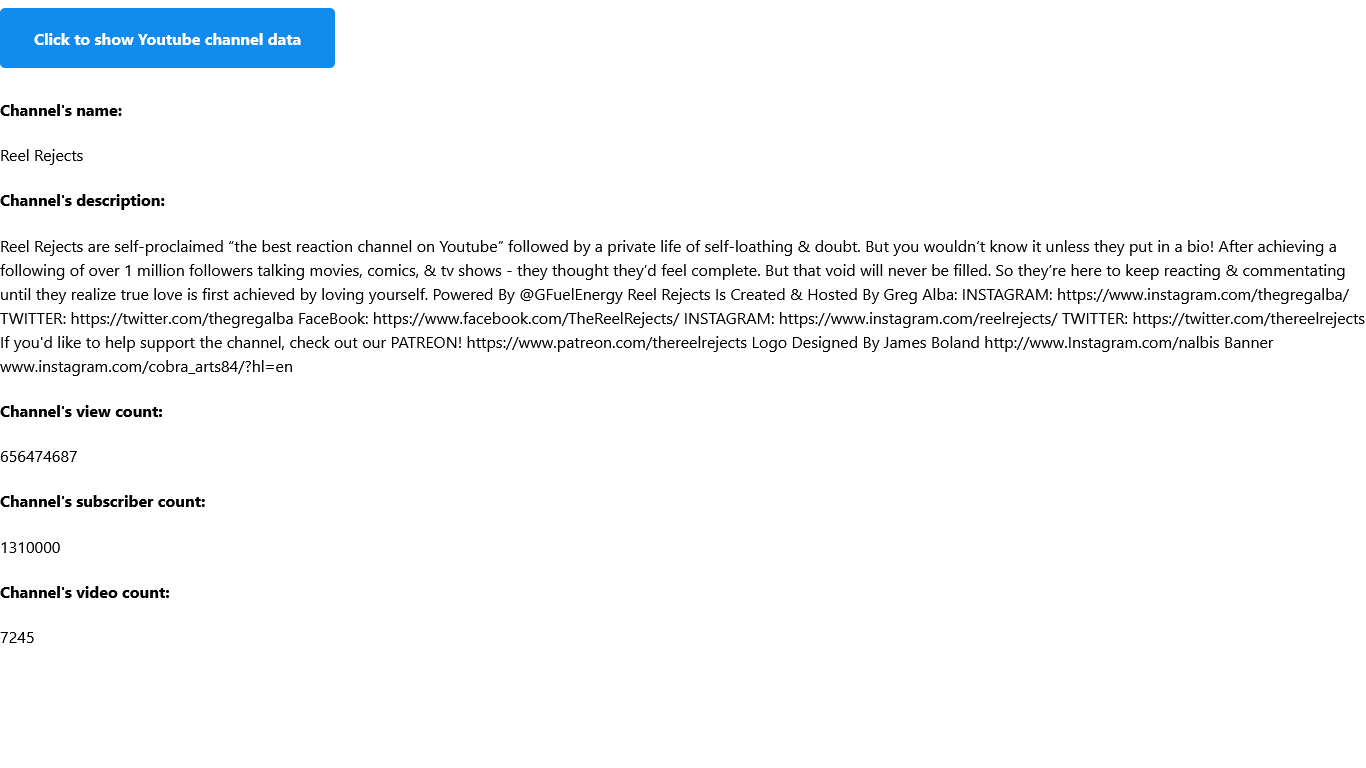 Click to show Youtube channel data
Channel's name:
Reel Rejects
Channel's description:
Reel Rejects are self-proclaimed “the best reaction channel on Youtube” followed by a private life of self-loathing & doubt. But you wouldn’t know it unless they put in a bio! After achieving a
following of over 1 million followers talking movies, comics, & tv shows - they thought they’d feel complete. But that void will never be filled. So they’re here to keep reacting & commentating
until they realize true love is first achieved by loving yourself. Powered By @GFuelEnergy Reel Rejects Is Created & Hosted By Greg Alba: INSTAGRAM: https://www.instagram.com/thegregalba/
TWITTER: https://twitter.com/thegregalba FaceBook: https://www.facebook.com/TheReelRejects/ INSTAGRAM: https://www.instagram.com/reelrejects/ TWITTER: https://twitter.com/thereelrejects
If you'd like to help support the channel, check out our PATREON! https://www.patreon.com/thereelrejects Logo Designed By James Boland http://www.Instagram.com/nalbis Banner
www.instagram.com/cobra_arts84/?hl=en
Channel's view count:
656474687
Channel's subscriber count:
1310000
Channel's video count:
7245